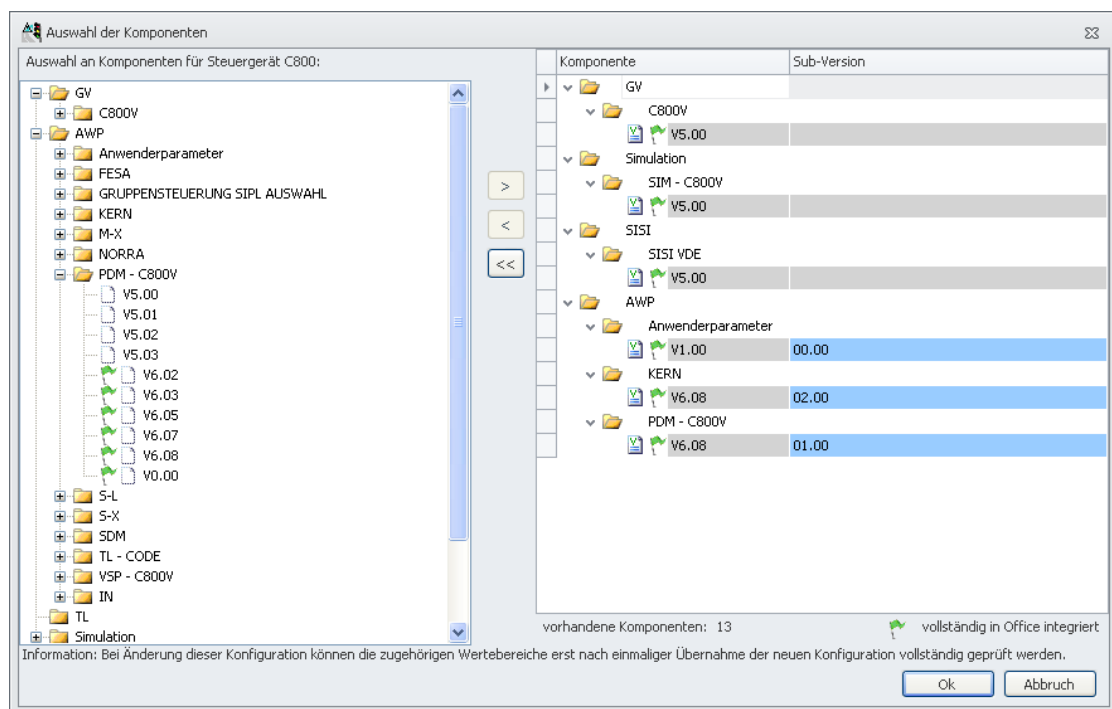 Auswahl der Komponenten
Auswahl an Komponenten für Steuergerät C800:
GV
C800V
AWP
Anwenderparameter
FESA
GRUPPENSTEUERUNG SIPL AUSWAHL
KERN
M-X
NORRA
PDM - C800V
V5.00
V5.01
V5.02
V5.03
V6.02
V6.03
V6.05
V6.07
V6.08
V0.00
S-L
S-X
SDM
TL - CODE
VSP - C800V
IN
TL
Simulation
>
<
<<
Komponente Sub-Version
GV
C800V
V5.00
Simulation
SIM - C800V
V5.00
SISI
SISI VDE
V5.00
AWP
Anwenderparameter
V1.00 00.00
KERN
V6.08 02.00
PDM - C800V
V6.08 01.00
vorhandene Komponenten: 13 vollständig in Office integriert
Information: Bei Änderung dieser Konfiguration können die zugehörigen Wertebereiche erst nach einmaliger Übernahme der neuen Konfiguration vollständig geprüft werden.
Ok Abbruch